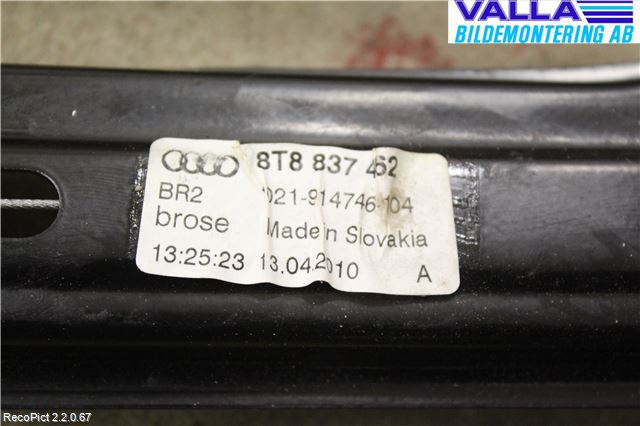 VALLA
BILDEMONTERING AB
8T8 837 462
BR2
021-914746-104
brose
Made in Slovakia
13:25:23 13.04.2010 A
RecoPict 2.2.0.67